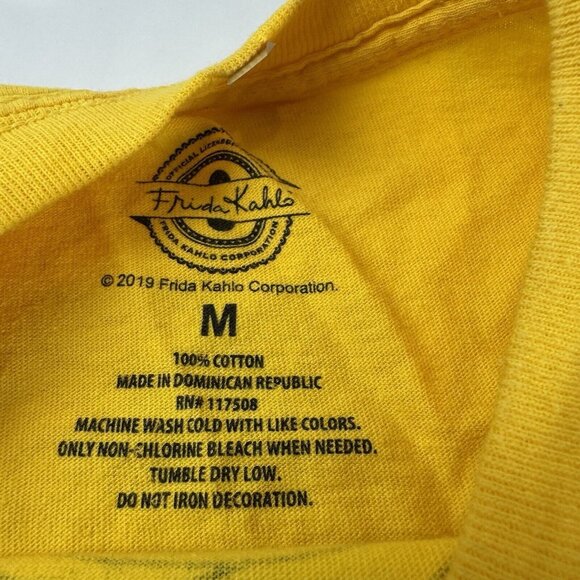 OFFICIAL LICENSED
Frida Kahlo
FRIDA KAHLO CORPORATION
© 2019 Frida Kahlo Corporation.
M
100% COTTON
MADE IN DOMINICAN REPUBLIC
RN# 117508
MACHINE WASH COLD WITH LIKE COLORS.
ONLY NON-CHLORINE BLEACH WHEN NEEDED.
TUMBLE DRY LOW.
DO NOT IRON DECORATION.